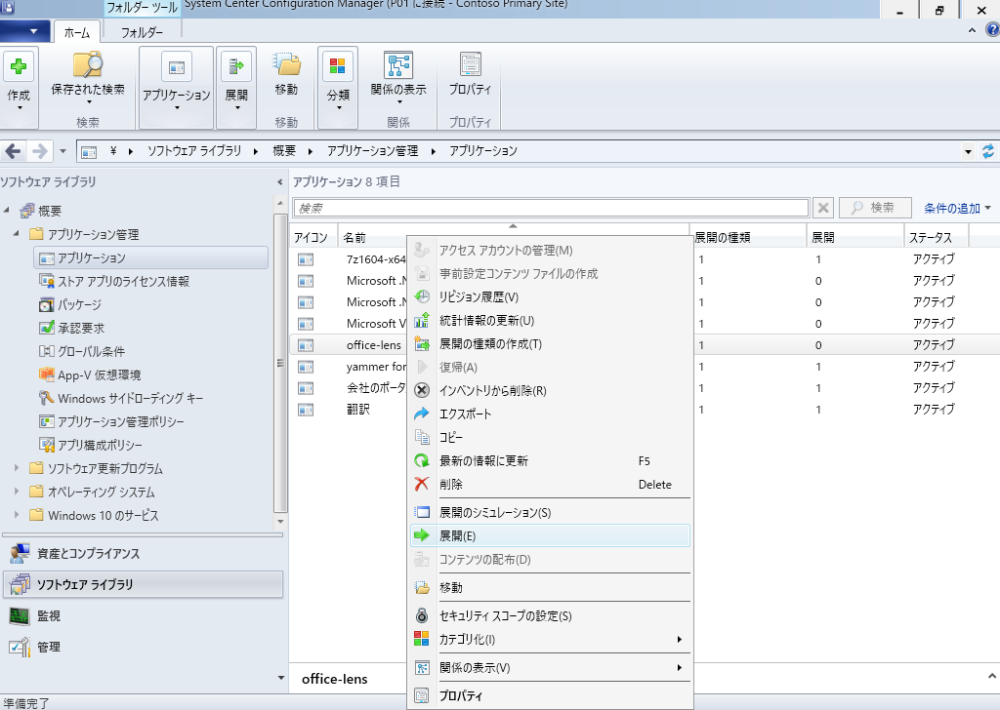 フォルダー ツール
System Center Configuration Manager (P01 に接続 - Contoso Primary Site)
ホーム
フォルダー
作成
保存された検索
検索
アプリケーション
展開
移動
移動
分類
関係の表示
関係
プロパティ
プロパティ
¥
ソフトウェア ライブラリ
概要
アプリケーション管理
アプリケーション
ソフトウェア ライブラリ
概要
アプリケーション管理
アプリケーション
ストア アプリのライセンス情報
パッケージ
承認要求
グローバル条件
App-V 仮想環境
Windows サイドローディング キー
アプリケーション管理ポリシー
アプリ構成ポリシー
ソフトウェア更新プログラム
オペレーティング システム
Windows 10 のサービス
資産とコンプライアンス
ソフトウェア ライブラリ
監視
管理
準備完了
アプリケーション 8 項目
検索
検索
条件の追加
アイコン 名前 展開の種類 展開 ステータス
7z1604-x64 1 1 アクティブ
Microsoft .N 1 0 アクティブ
Microsoft .N 1 0 アクティブ
Microsoft V 1 0 アクティブ
office-lens 1 0 アクティブ
yammer for 1 1 アクティブ
会社のポータ 1 1 アクティブ
翻訳 1 1 アクティブ
アクセス アカウントの管理(M)
事前設定コンテンツ ファイルの作成
リビジョン履歴(V)
統計情報の更新(U)
展開の種類の作成(T)
復帰(A)
インベントリから削除(R)
エクスポート
コピー
最新の情報に更新 F5
削除 Delete
展開のシミュレーション(S)
展開(E)
コンテンツの配布(D)
移動
セキュリティ スコープの設定(S)
カテゴリ化(I)
関係の表示(V)
プロパティ
office-lens